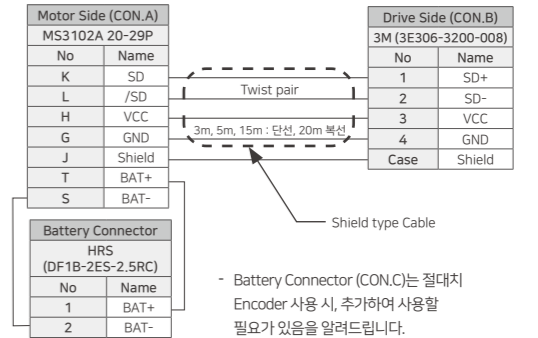 Motor Side (CON.A)
MS3102A 20-29P
No Name
K SD
L /SD
H VCC
G GND
J Shield
T BAT+
S BAT-
Twist pair
3m, 5m, 15m : 단선, 20m 복선
Drive Side (CON.B)
3M (3E306-3200-008)
No Name
1 SD+
2 SD-
3 VCC
4 GND
Case Shield
Shield type Cable
Battery Connector
HRS
(DF1B-2ES-2.5RC)
No Name
1 BAT+
2 BAT-
- Battery Connector (CON.C)는 절대치
Encoder 사용 시, 추가하여 사용할
필요가 있음을 알려드립니다.